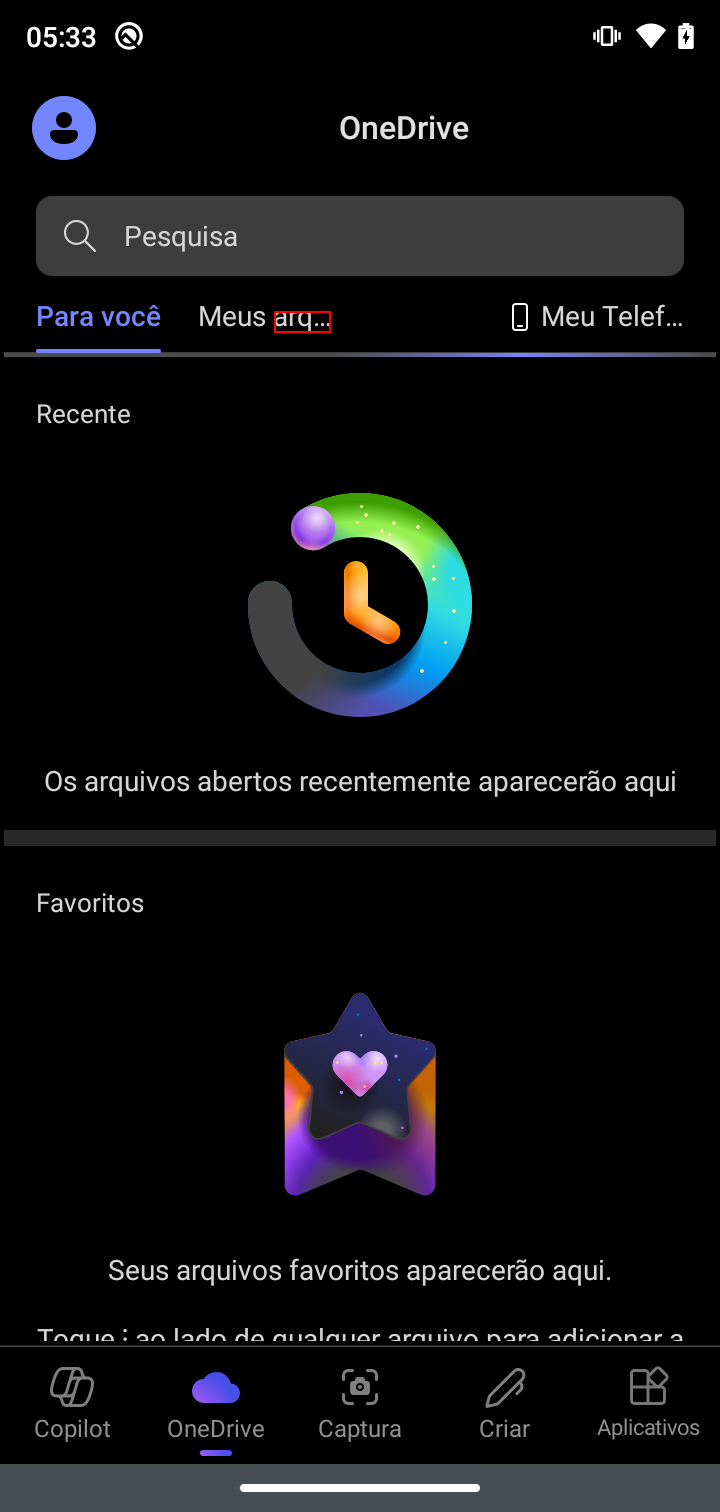 05:33
OneDrive
Pesquisa
Para você
Meus arq…
Meu Telef…
Recente
Os arquivos abertos recentemente aparecerão aqui
Favoritos
Seus arquivos favoritos aparecerão aqui.
Toque ⋮ ao lado de qualquer arquivo para adicionar a
Copilot
OneDrive
Captura
Criar
Aplicativos